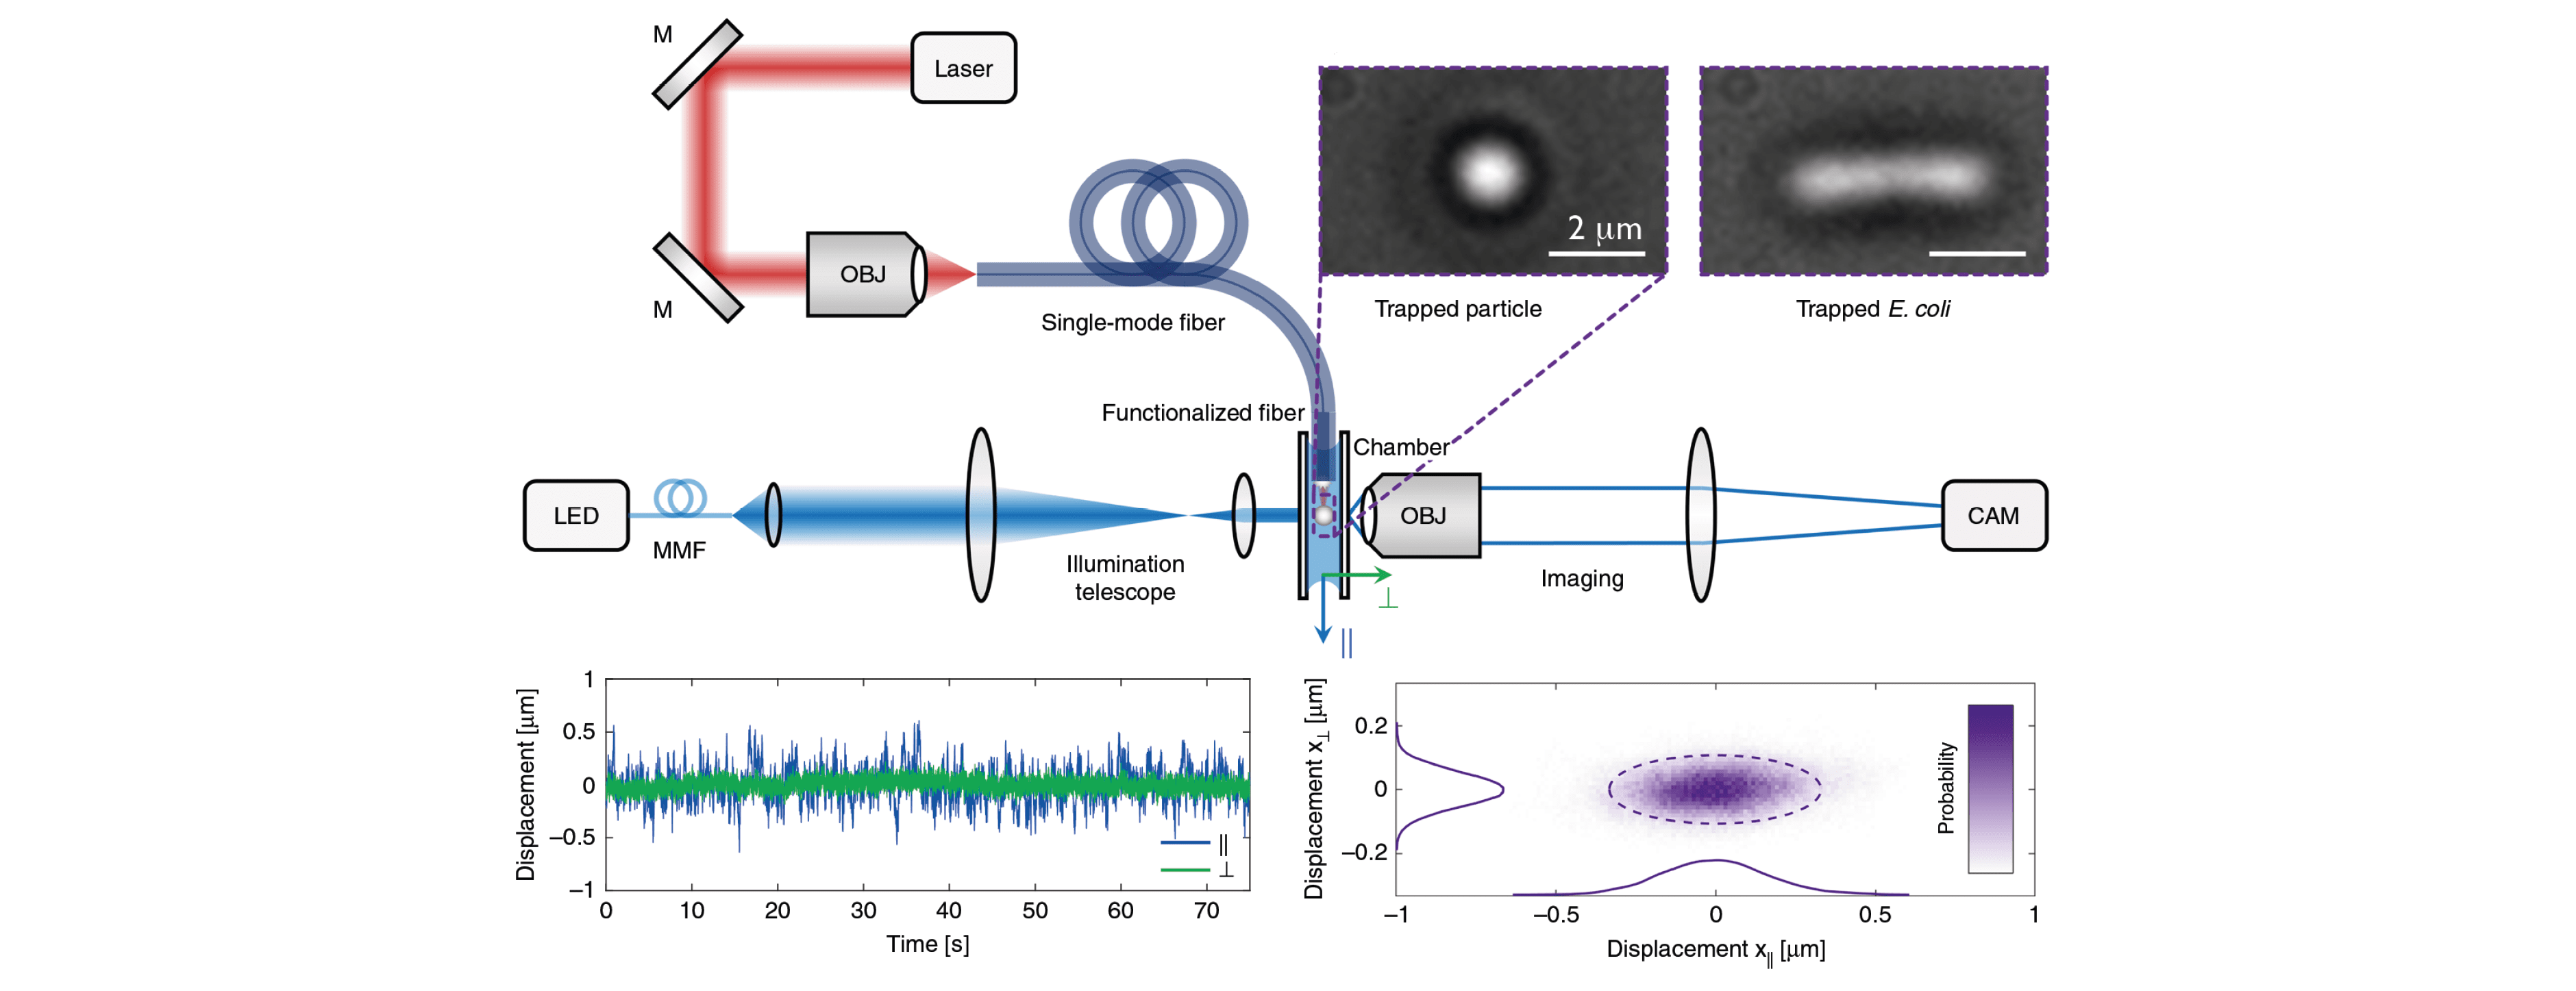 M
Laser
M
OBJ
Single-mode fiber
2 μm
Trapped particle
Trapped E. coli
Functionalized fiber
Chamber
LED
MMF
Illumination
telescope
OBJ
Imaging
CAM
⊥
||
Displacement [μm]
1
0.5
0
–0.5
–1
||
⊥
0
10
20
30
40
50
60
70
Time [s]
Displacement x⊥ [μm]
0.2
0
–0.2
Probability
–1
–0.5
0
0.5
1
Displacement x|| [μm]